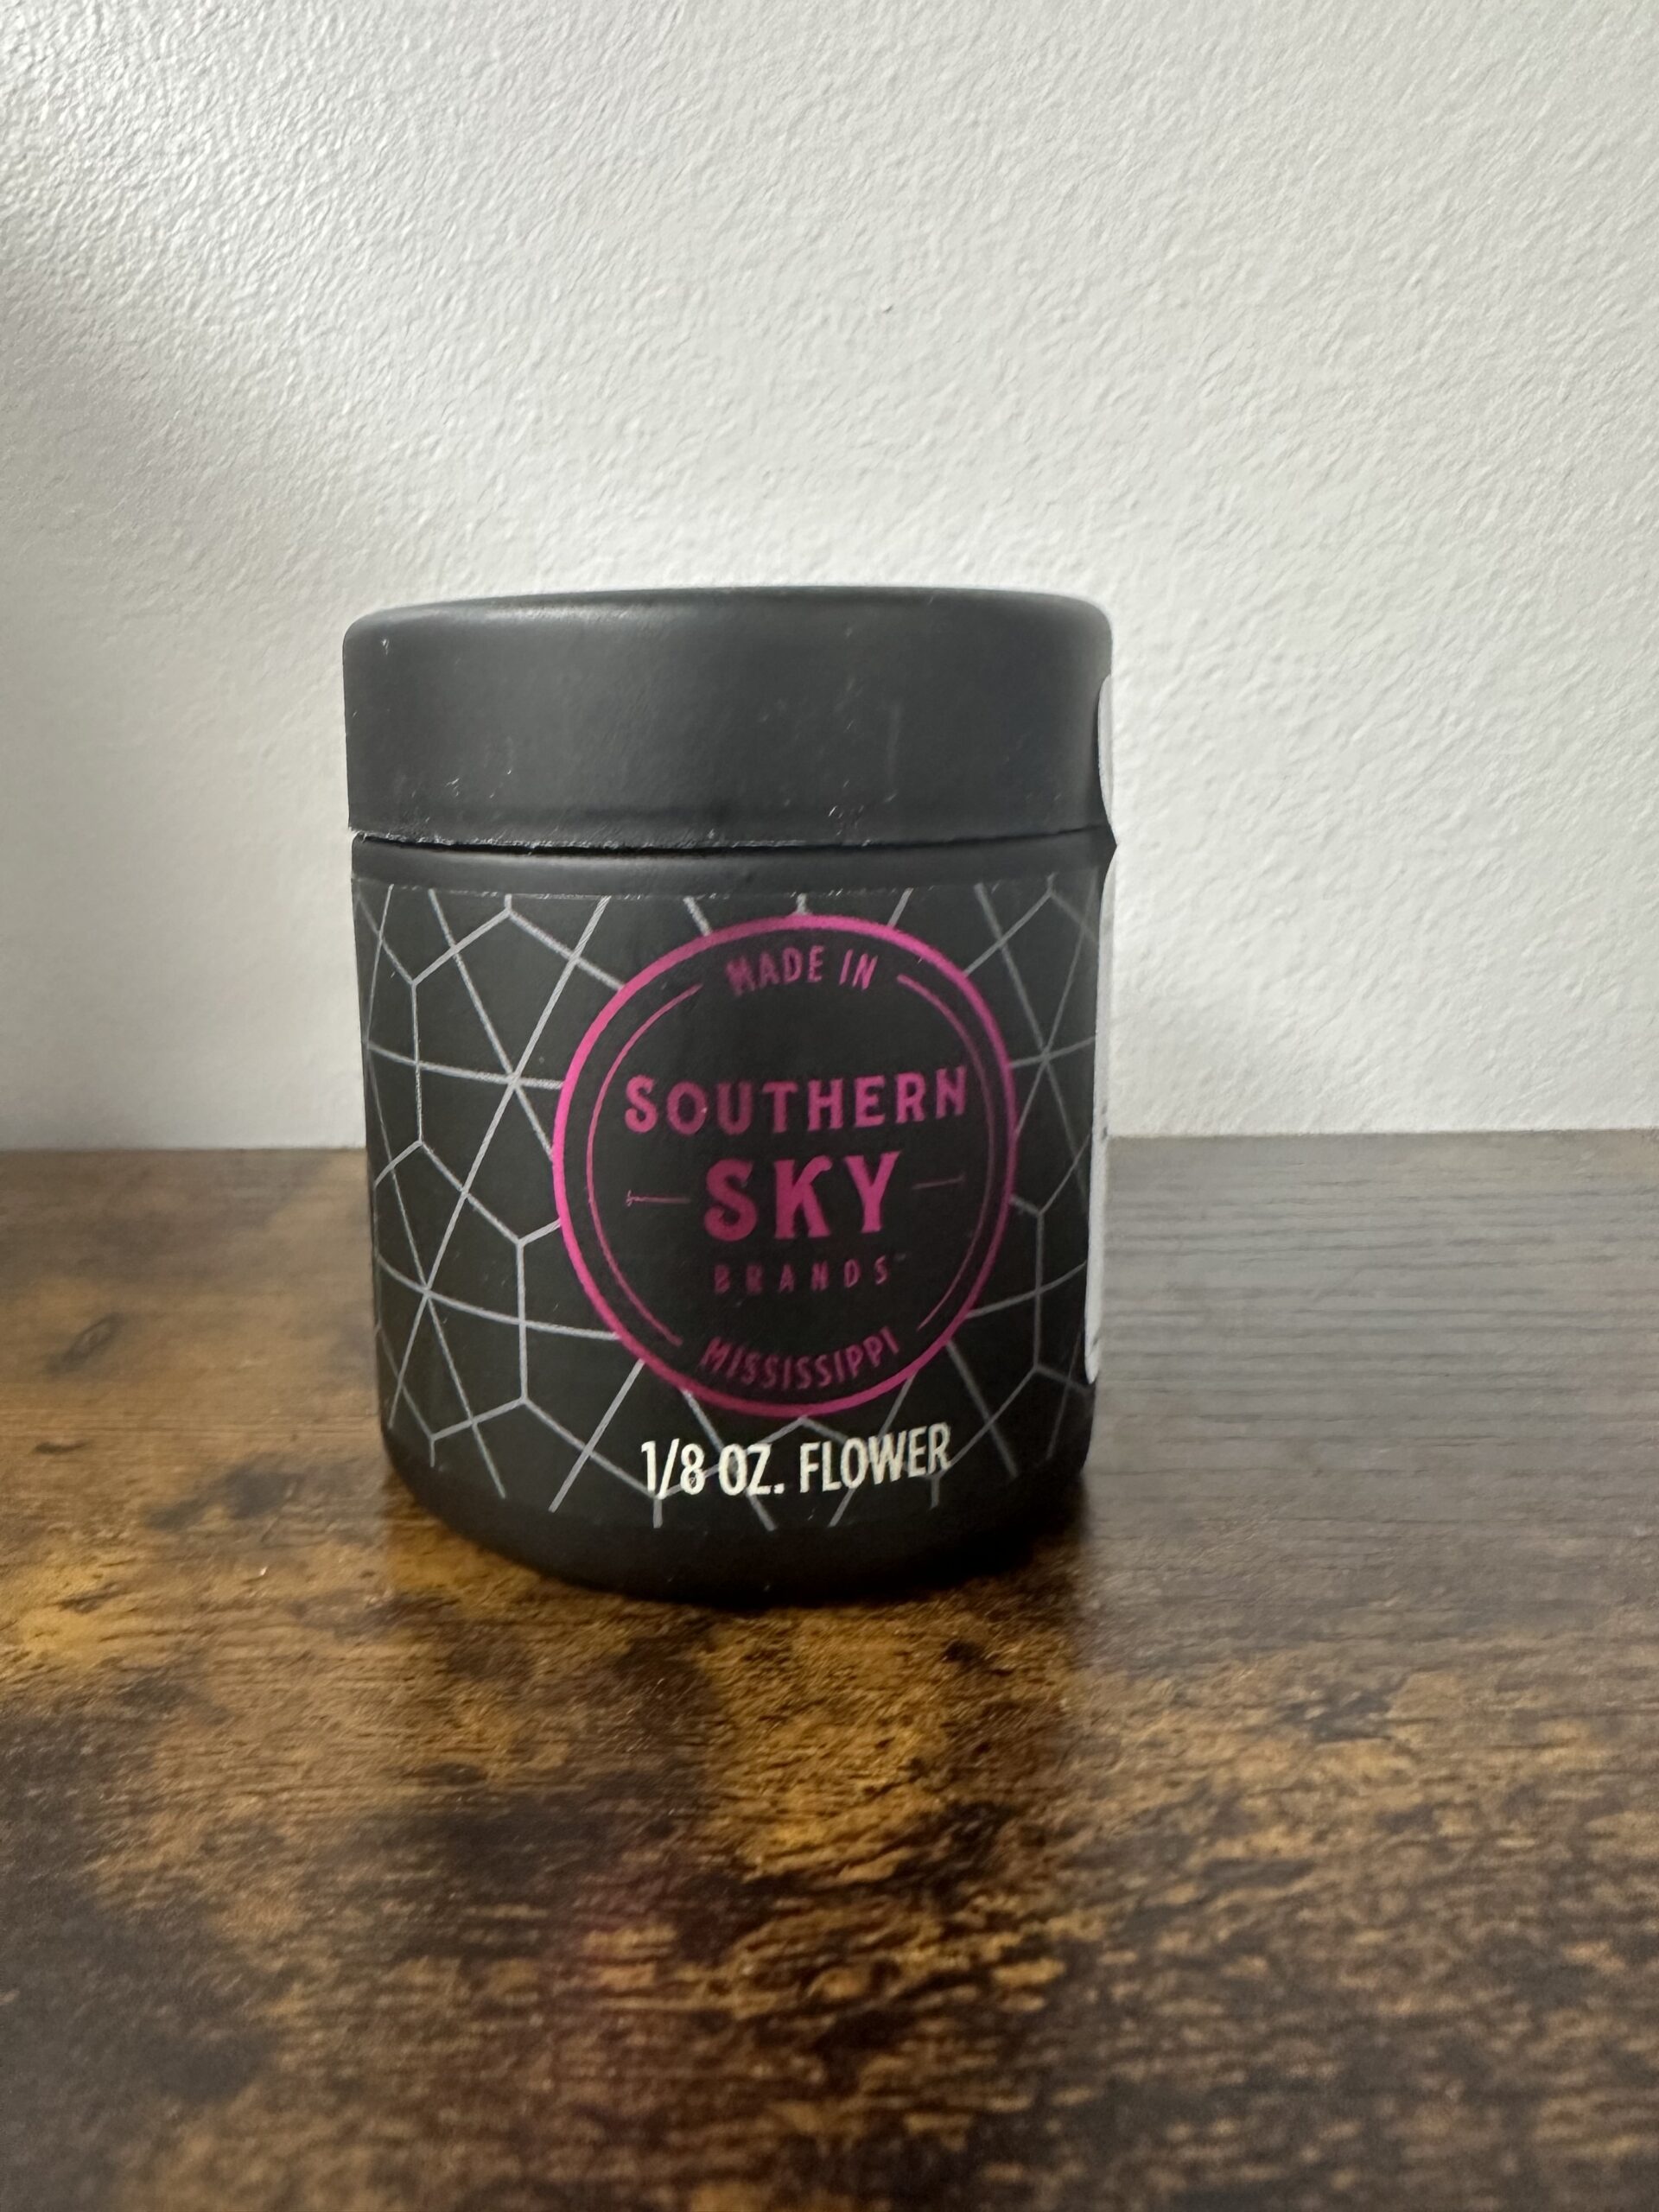 MADE IN
SOUTHERN
SKY
BRANDS™
MISSISSIPPI
1/8 OZ. FLOWER